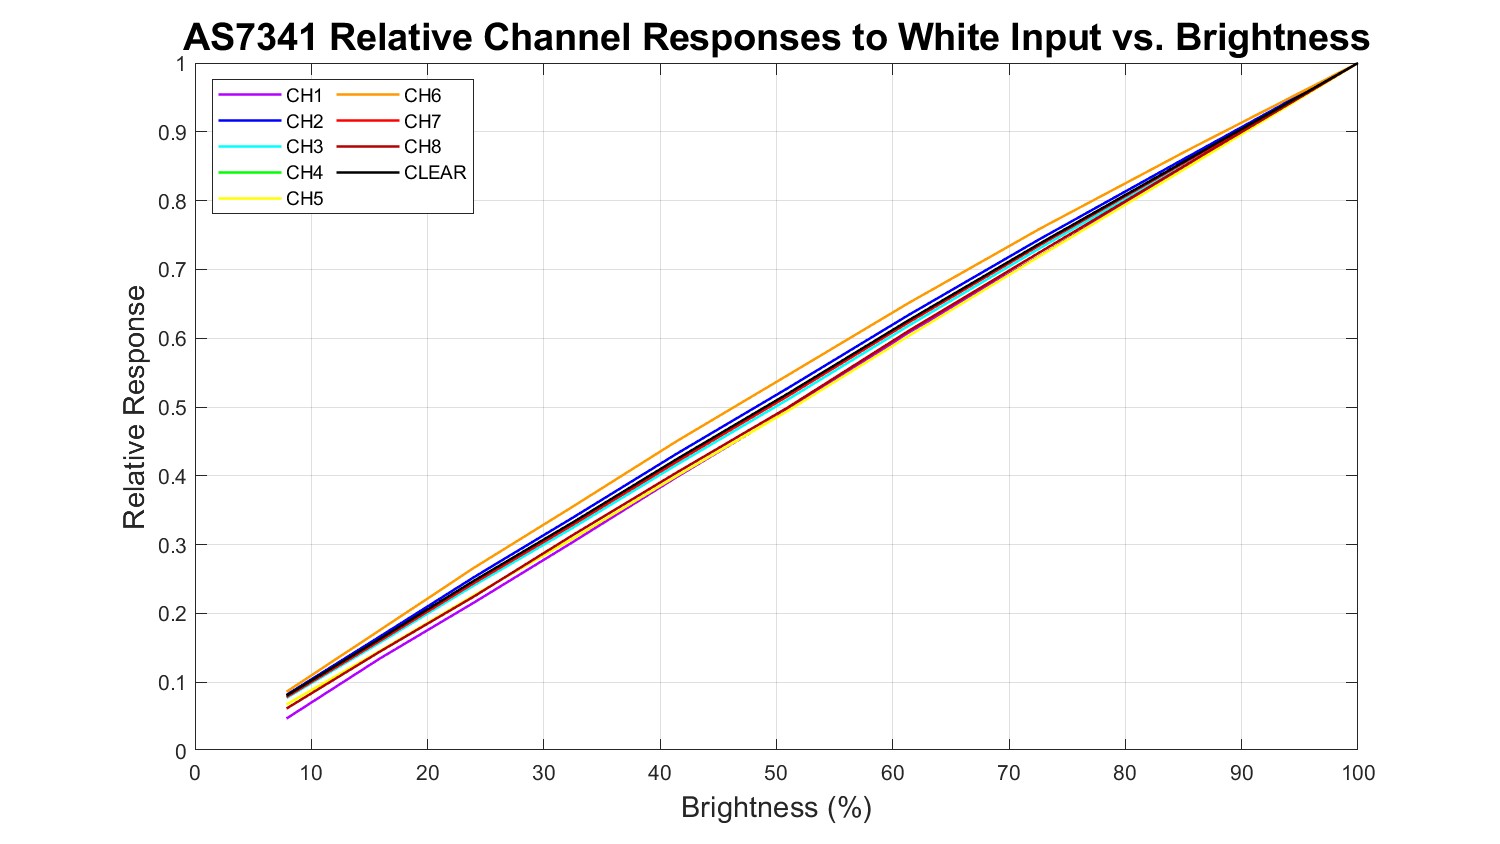 AS7341 Relative Channel Responses to White Input vs. Brightness
1
0.9
0.8
0.7
0.6
0.5
0.4
0.3
0.2
0.1
0
Relative Response
CH1 CH6
CH2 CH7
CH3 CH8
CH4 CLEAR
CH5
0 10 20 30 40 50 60 70 80 90 100
Brightness (%)